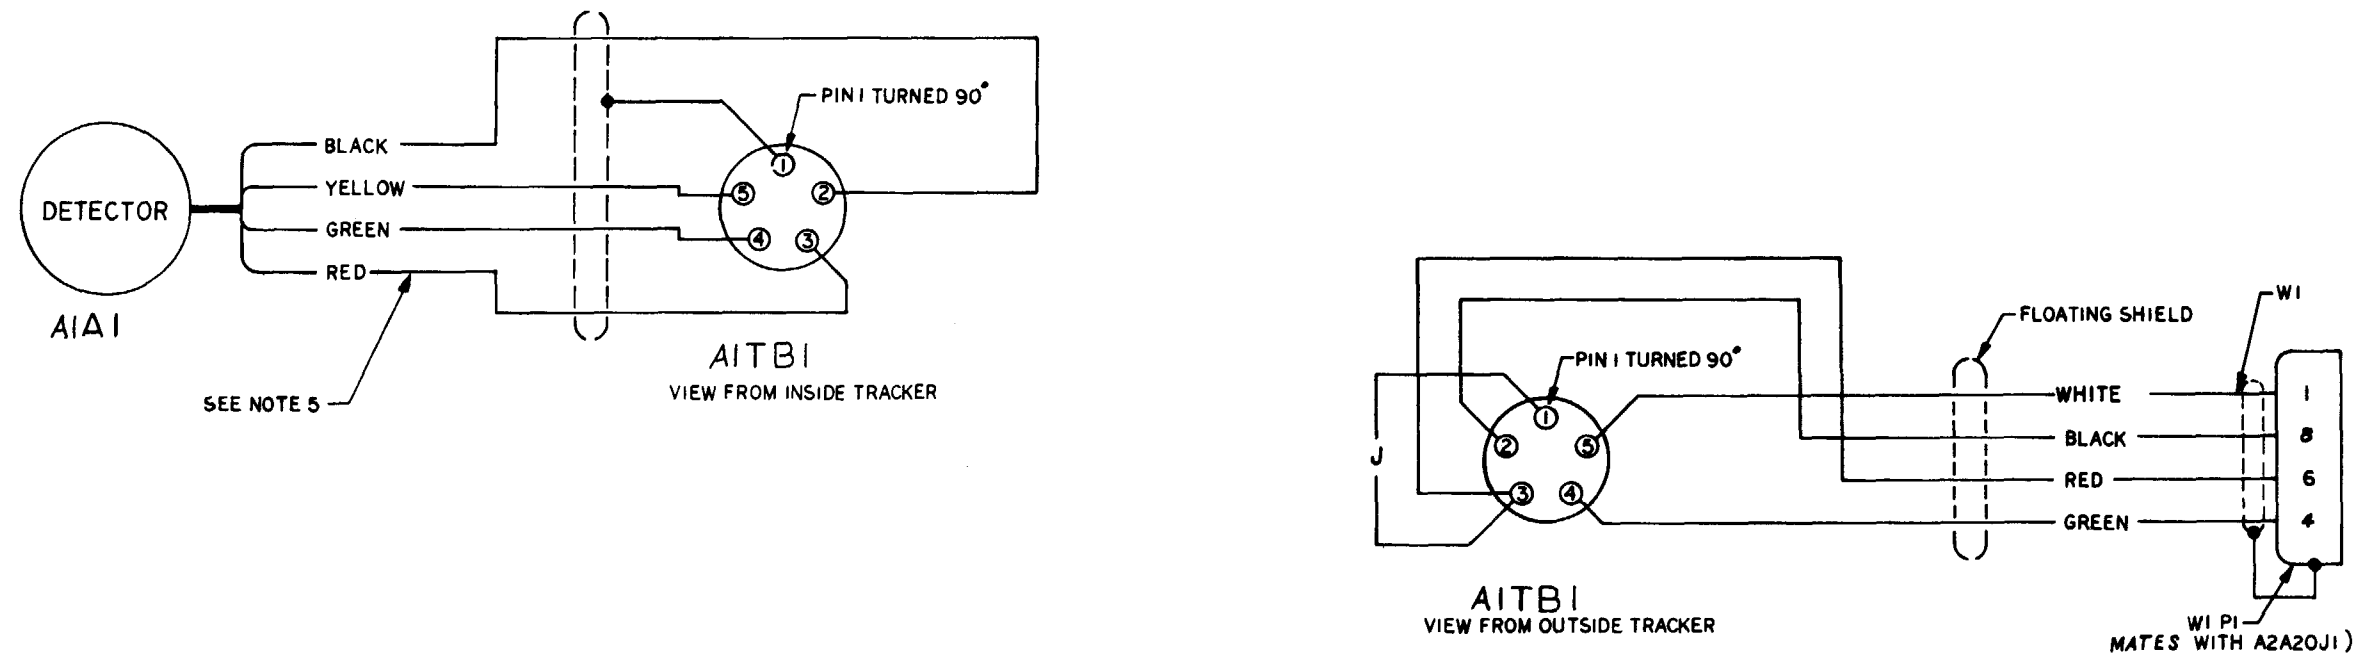 PIN 1 TURNED 90°
BLACK
YELLOW
GREEN
RED
DETECTOR
A1A1
1
5
2
4
3
A1TB1
VIEW FROM INSIDE TRACKER
SEE NOTE 5
W1
FLOATING SHIELD
PIN 1 TURNED 90°
J
1
2
5
3
4
WHITE
1
BLACK
8
RED
6
GREEN
4
A1TB1
VIEW FROM OUTSIDE TRACKER
W1 P1
MATES WITH A2A20J1)